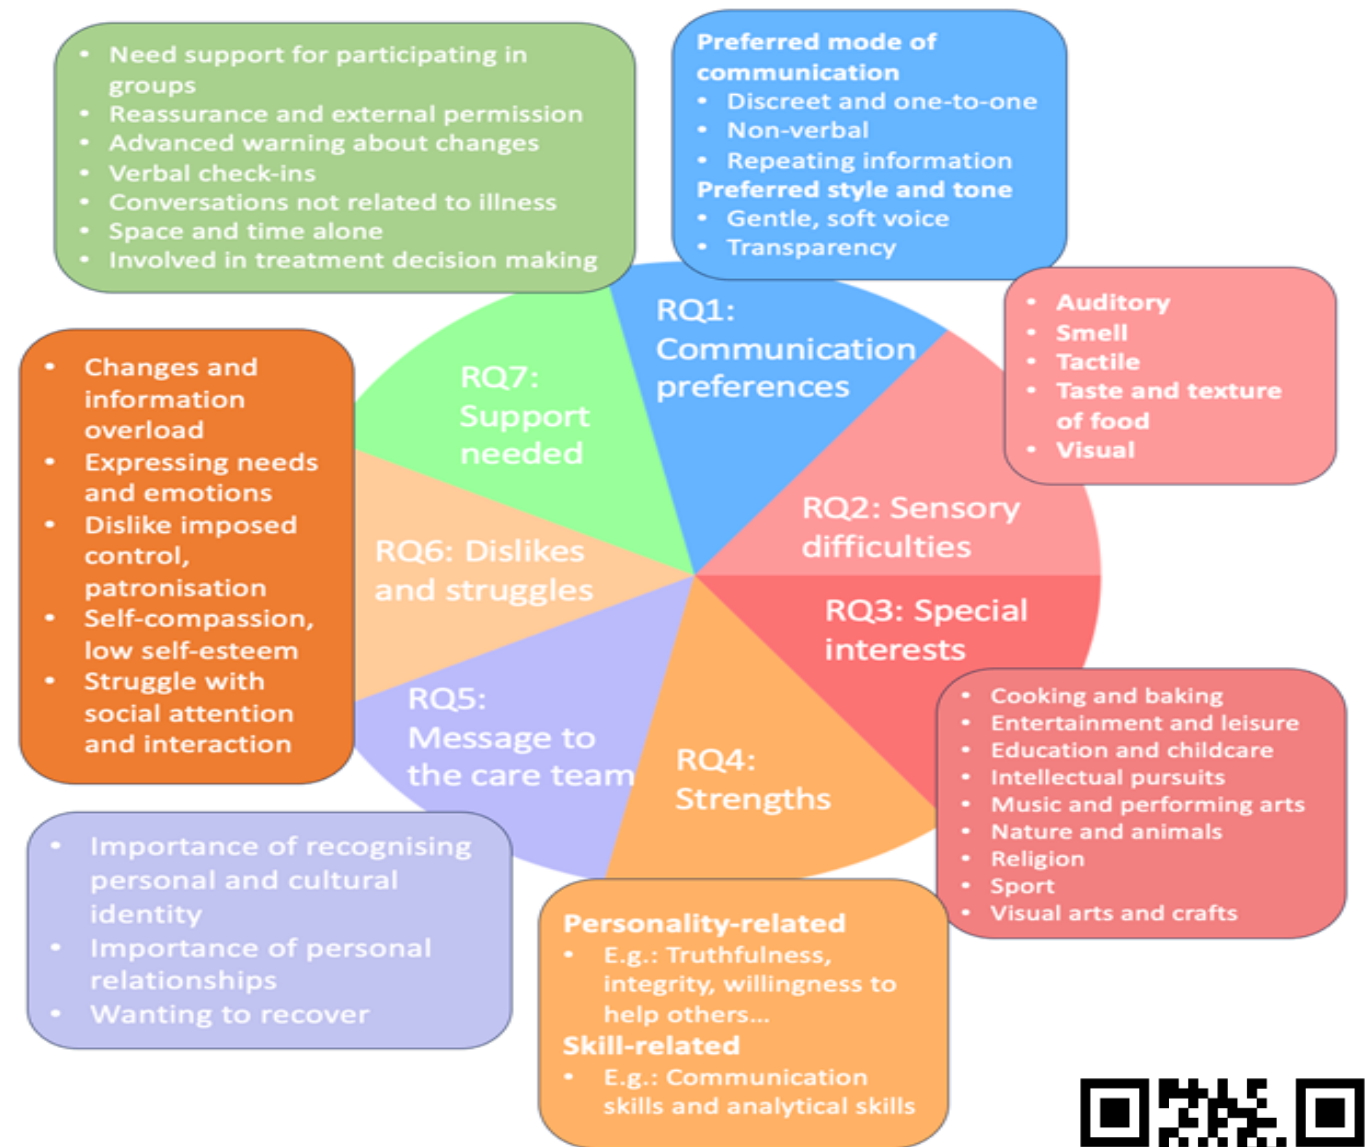 • Need support for participating in
groups
• Reassurance and external permission
• Advanced warning about changes
• Verbal check-ins
• Conversations not related to illness
• Space and time alone
• Involved in treatment decision making
Preferred mode of
communication
• Discreet and one-to-one
• Non-verbal
• Repeating information
Preferred style and tone
• Gentle, soft voice
• Transparency
RQ1:
Communication
preferences
• Auditory
• Smell
• Tactile
• Taste and texture
of food
• Visual
RQ2: Sensory
difficulties
RQ3: Special
interests
• Cooking and baking
• Entertainment and leisure
• Education and childcare
• Intellectual pursuits
• Music and performing arts
• Nature and animals
• Religion
• Sport
• Visual arts and crafts
RQ4:
Strengths
Personality-related
• E.g.: Truthfulness,
integrity, willingness to
help others...
Skill-related
• E.g.: Communication
skills and analytical skills
RQ5:
Message to
the care team
• Importance of recognising
personal and cultural
identity
• Importance of personal
relationships
• Wanting to recover
RQ6: Dislikes
and struggles
• Changes and
information
overload
• Expressing needs
and emotions
• Dislike imposed
control,
patronisation
• Self-compassion,
low self-esteem
• Struggle with
social attention
and interaction
RQ7:
Support
needed